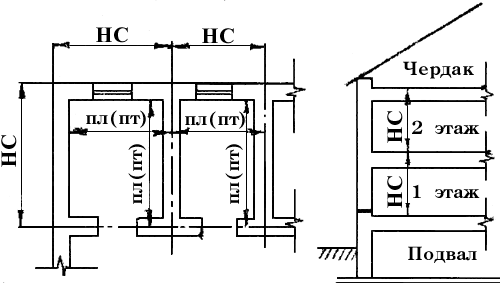 НС НС
НС
пл(пт) пл(пт)
пл(пт) пл(пт)
Чердак
НС 2 этаж
НС 1 этаж
Подвал